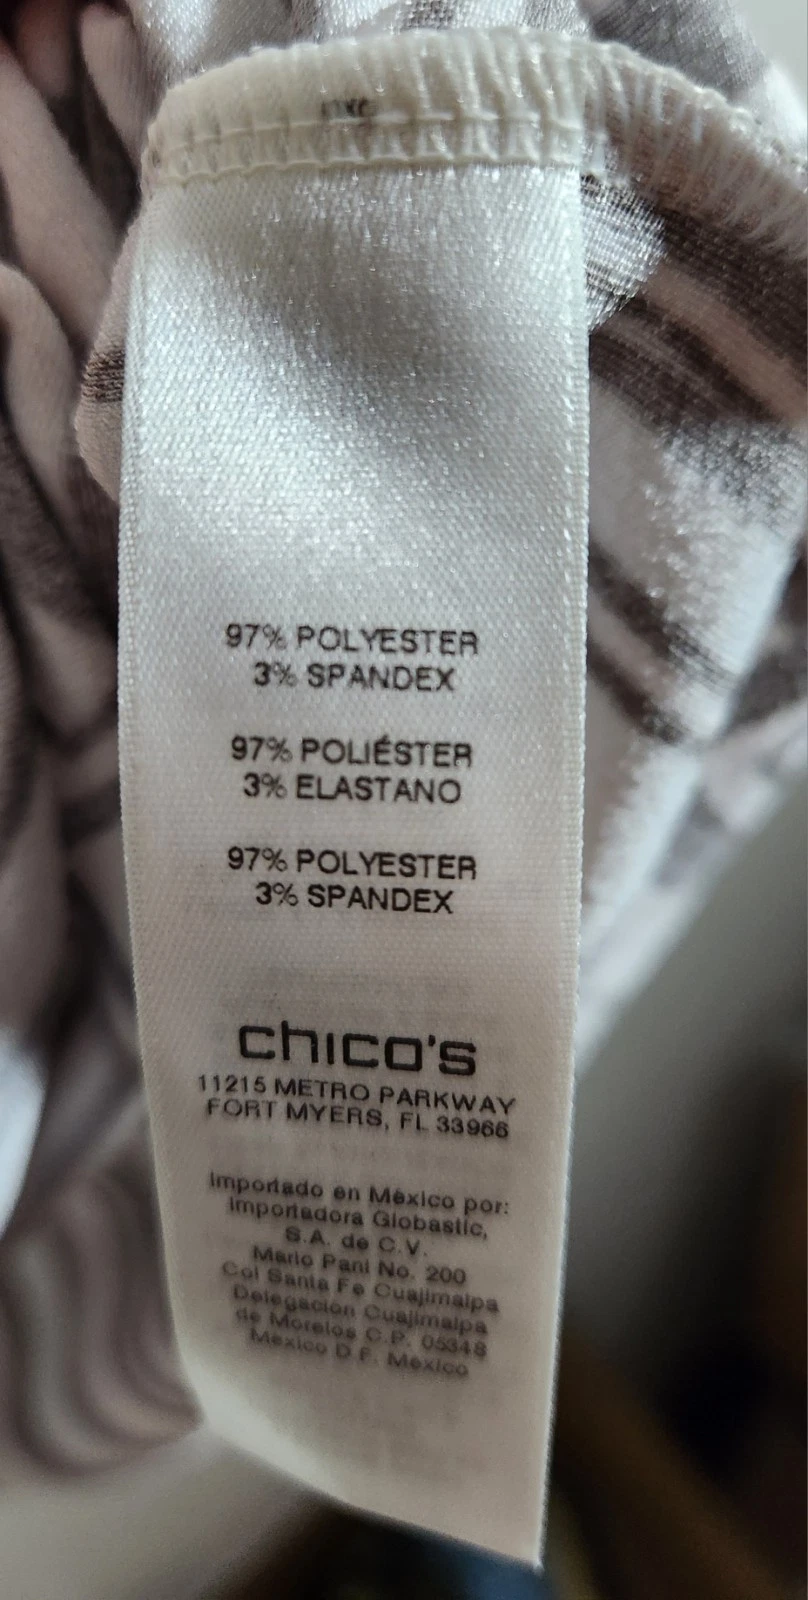 97% POLYESTER
3% SPANDEX
97% POLIÉSTER
3% ELASTANO
97% POLYESTER
3% SPANDEX
chico's
11215 METRO PARKWAY
FORT MYERS, FL 33966
Importado en México por:
Importadora Globastic,
S.A. de C.V.
Mario Pani No. 200
Col Santa Fe Cuajimalpa
Delegación Cuajimalpa
de Morelos C.P. 05348
México D F. México